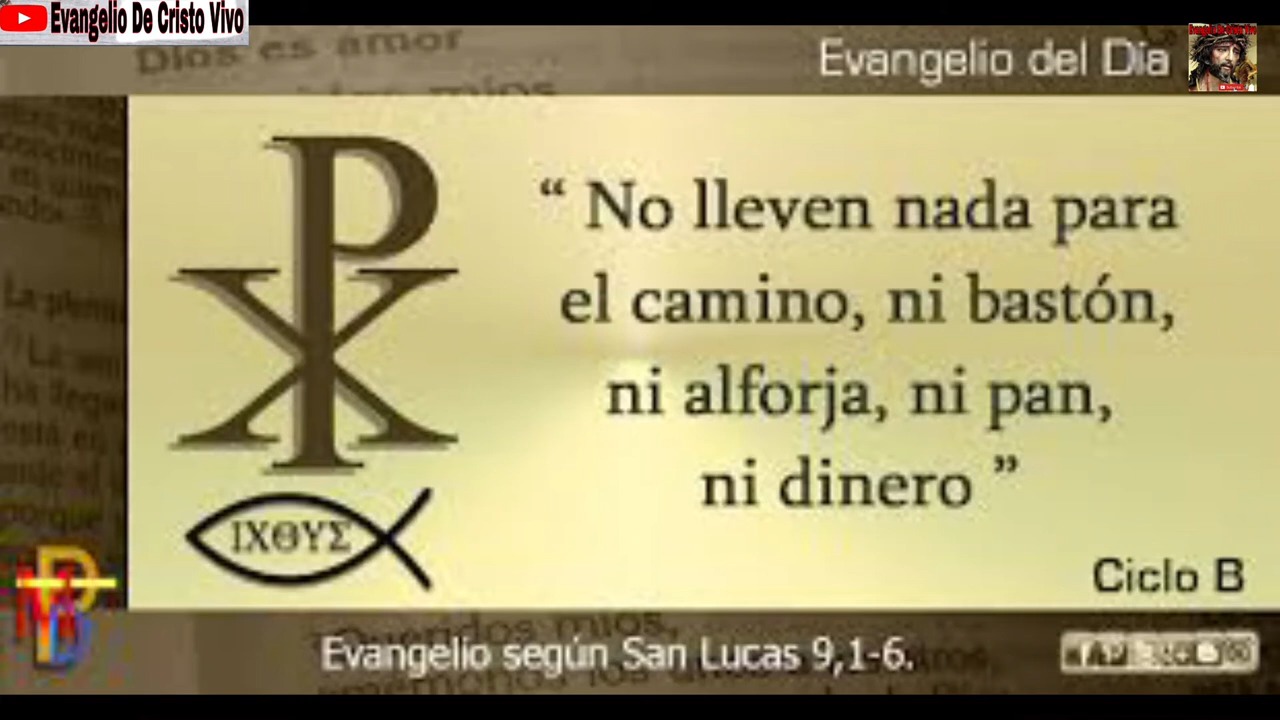 Evangelio De Cristo Vivo
Dios es amor
Evangelio del Día
“ No lleven nada para
el camino, ni bastón,
ni alforja, ni pan,
ni dinero ”
ΙΧΘΥΣ
Ciclo B
Evangelio según San Lucas 9,1-6.